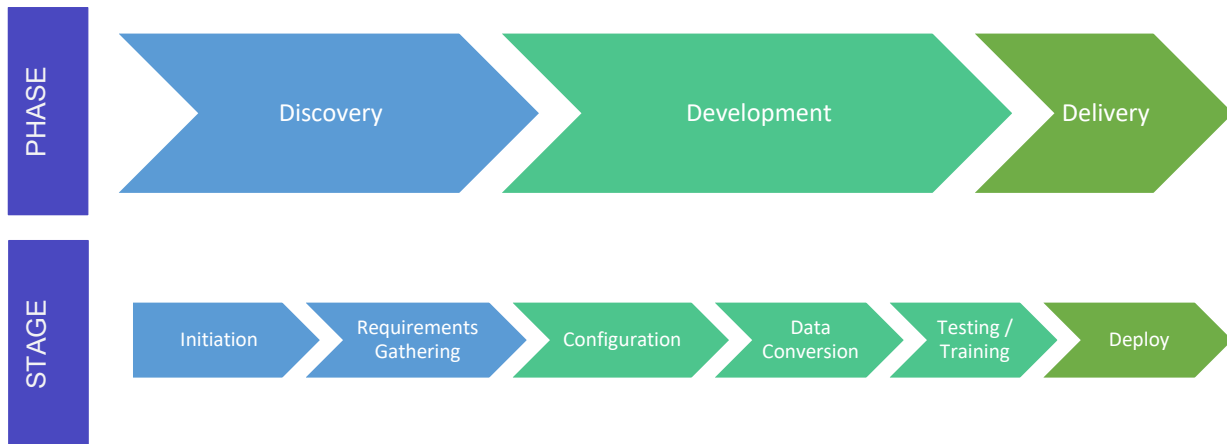 PHASE
Discovery
Development
Delivery
STAGE
Initiation
Requirements
Gathering
Configuration
Data
Conversion
Testing /
Training
Deploy